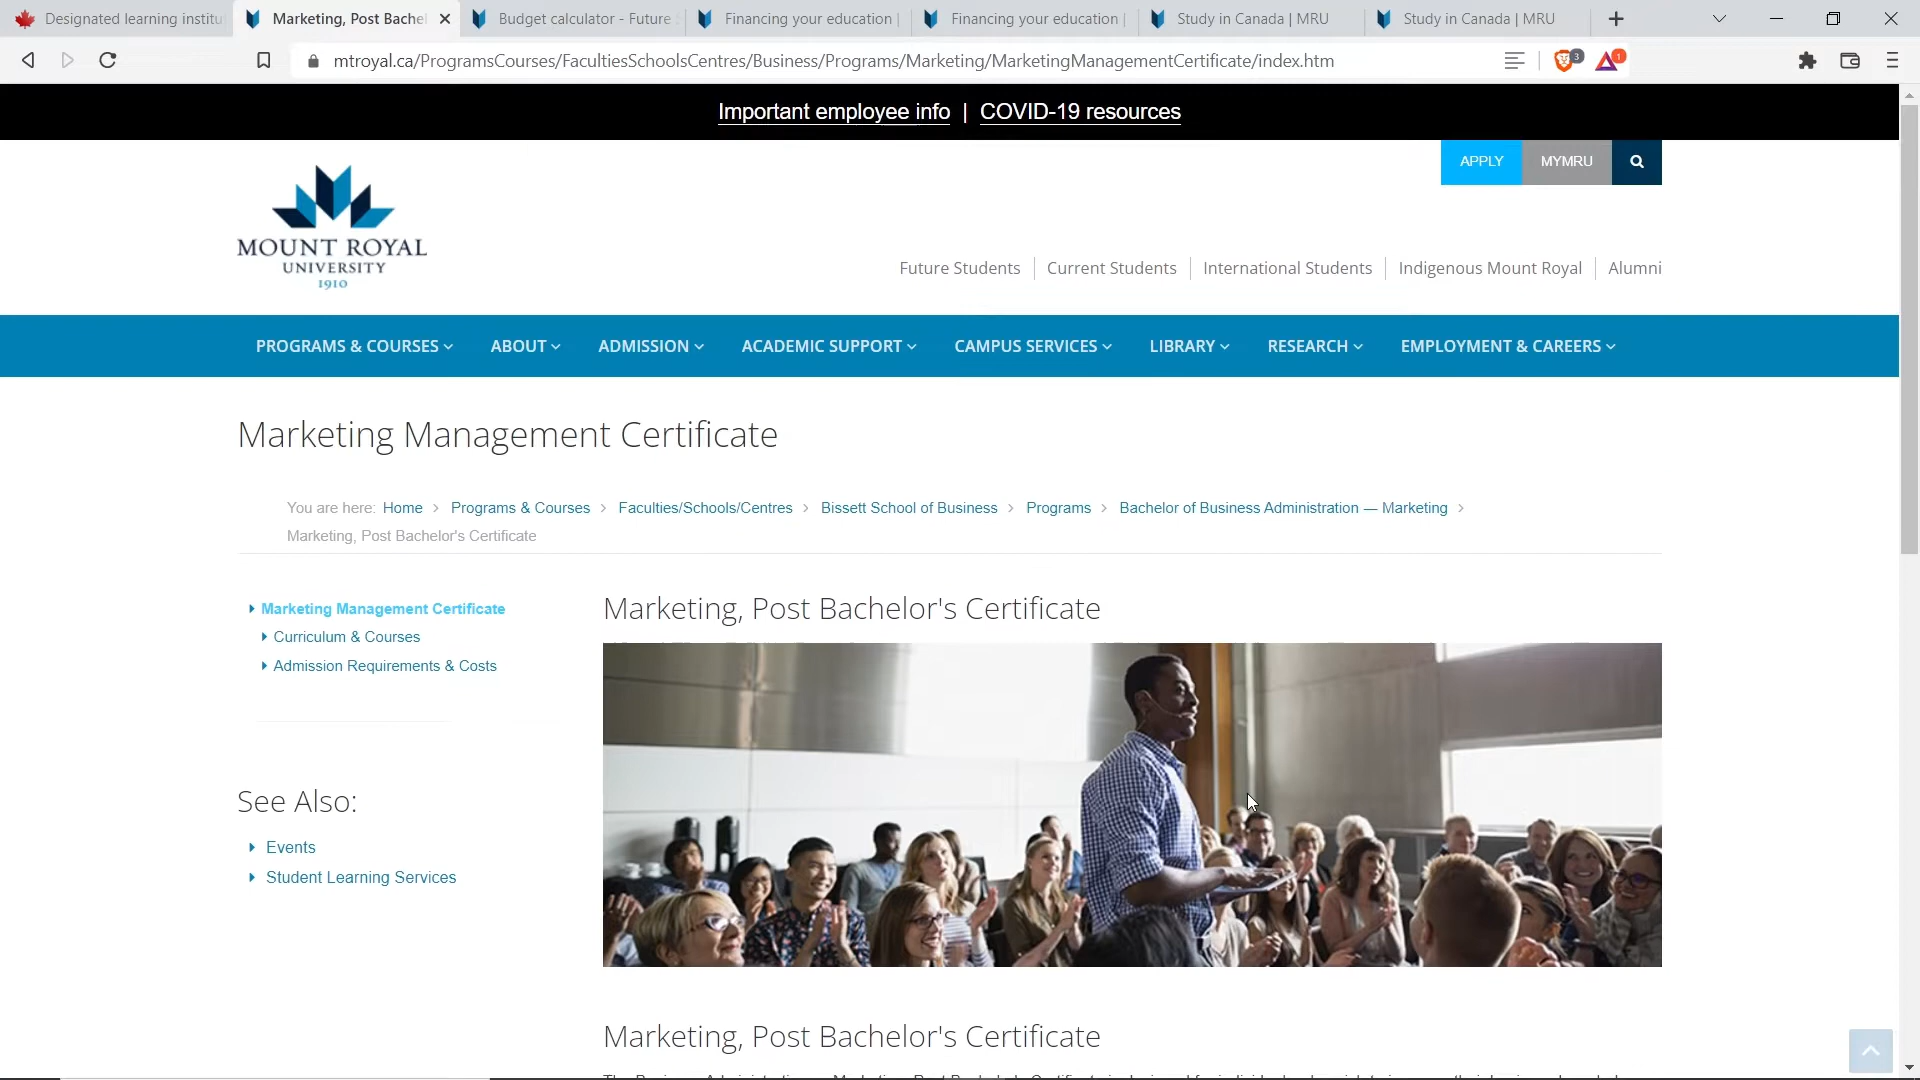 Designated learning institu
Marketing, Post Bachel
Budget calculator - Future
Financing your education |
Financing your education |
Study in Canada | MRU
Study in Canada | MRU
mtroyal.ca/ProgramsCourses/FacultiesSchoolsCentres/Business/Programs/Marketing/MarketingManagementCertificate/index.htm
3
1
Important employee info | COVID-19 resources
APPLY
MYMRU
MOUNT ROYAL
UNIVERSITY
1910
Future Students
Current Students
International Students
Indigenous Mount Royal
Alumni
PROGRAMS & COURSES
ABOUT
ADMISSION
ACADEMIC SUPPORT
CAMPUS SERVICES
LIBRARY
RESEARCH
EMPLOYMENT & CAREERS
Marketing Management Certificate
You are here: Home > Programs & Courses > Faculties/Schools/Centres > Bissett School of Business > Programs > Bachelor of Business Administration — Marketing >
Marketing, Post Bachelor's Certificate
Marketing Management Certificate
Curriculum & Courses
Admission Requirements & Costs
See Also:
Events
Student Learning Services
Marketing, Post Bachelor's Certificate
Marketing, Post Bachelor's Certificate